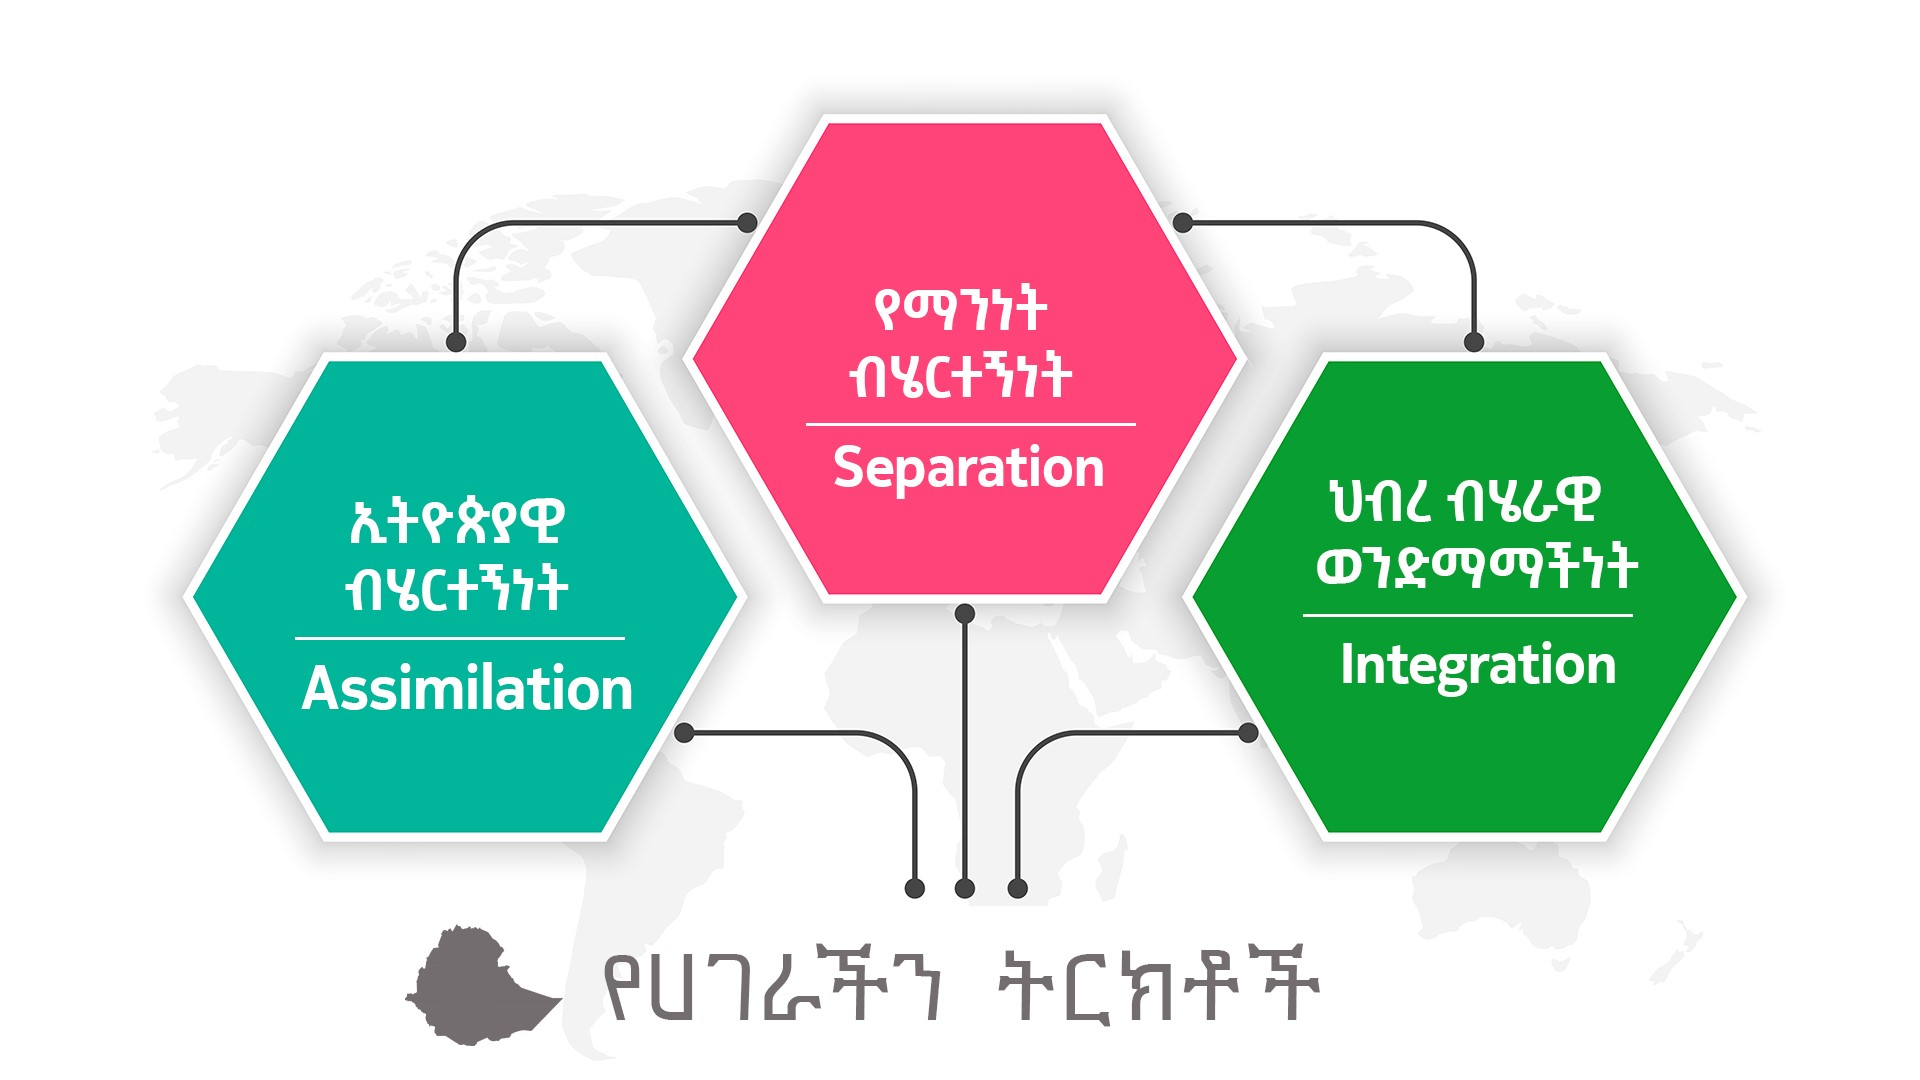 የማንነት
ብሄርተኝነት
Separation
ኢትዮጵያዊ
ብሄርተኝነት
Assimilation
ህብረ ብሄራዊ
ወንድማማችነት
Integration
የሀገራችን ትርክቶች